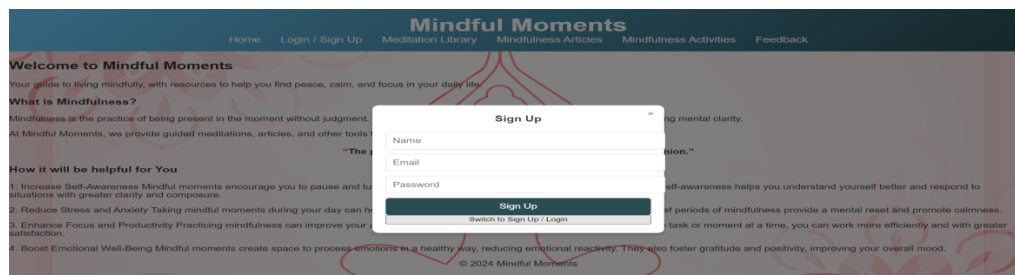 Mindful Moments
Home Login / Sign Up Meditation Library Mindfulness Articles Mindfulness Activities Feedback
Welcome to Mindful Moments
Your guide to living mindfully, with resources to help you find peace, calm, and focus in your daily life.
What is Mindfulness?
Mindfulness is the practice of being present in the moment without judgment. ng mental clarity.
At Mindful Moments, we provide guided meditations, articles, and other tools
"The hion."
How it will be helpful for You
1. Increase Self-Awareness Mindful moments encourage you to pause and tu elf-awareness helps you understand yourself better and respond to
situations with greater clarity and composure.
2. Reduce Stress and Anxiety Taking mindful moments during your day can he ef periods of mindfulness provide a mental reset and promote calmness.
3. Enhance Focus and Productivity Practicing mindfulness can improve your task or moment at a time, you can work more efficiently and with greater
satisfaction.
4. Boost Emotional Well-Being Mindful moments create space to process emotions in a healthy way, reducing emotional reactivity. They also foster gratitude and positivity, improving your overall mood.
© 2024 Mindful Moments
Sign Up ×
Name
Email
Password
Sign Up
Switch to Sign Up / Login